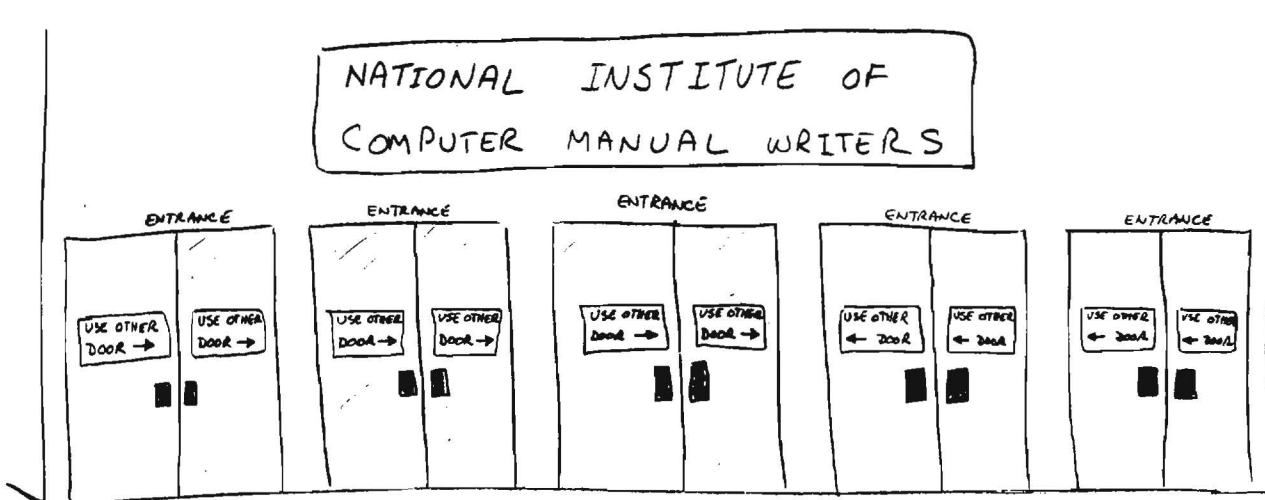 NATIONAL INSTITUTE OF
COMPUTER MANUAL WRITERS
ENTRANCE
ENTRANCE
ENTRANCE
ENTRANCE
ENTRANCE
USE OTHER
DOOR →
USE OTHER
DOOR →
USE OTHER
DOOR →
USE OTHER
DOOR →
USE OTHER
DOOR →
USE OTHER
DOOR →
USE OTHER
← DOOR
USE OTHER
← DOOR
USE OTHER
← DOOR
USE OTHER
← DOOR